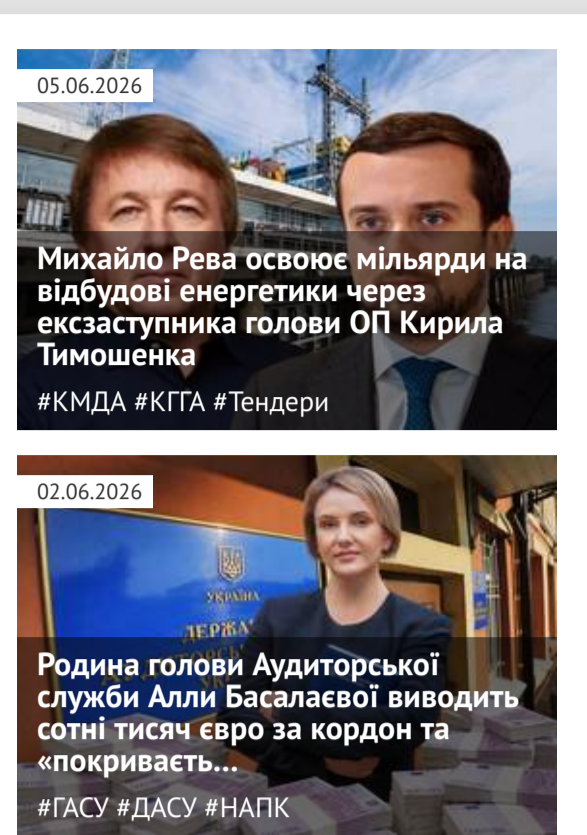 05.06.2026
Михайло Рева освоює мільярди на
відбудові енергетики через
ексзаступника голови ОП Кирила
Тимошенка
#КМДА #КГГА #Тендери
02.06.2026
УКРАЇНА
ДЕРЖА
Родина голови Аудиторської
служби Алли Басалаєвої виводить
сотні тисяч євро за кордон та
«покриваєть...
#ГАСУ #ДАСУ #НАПК